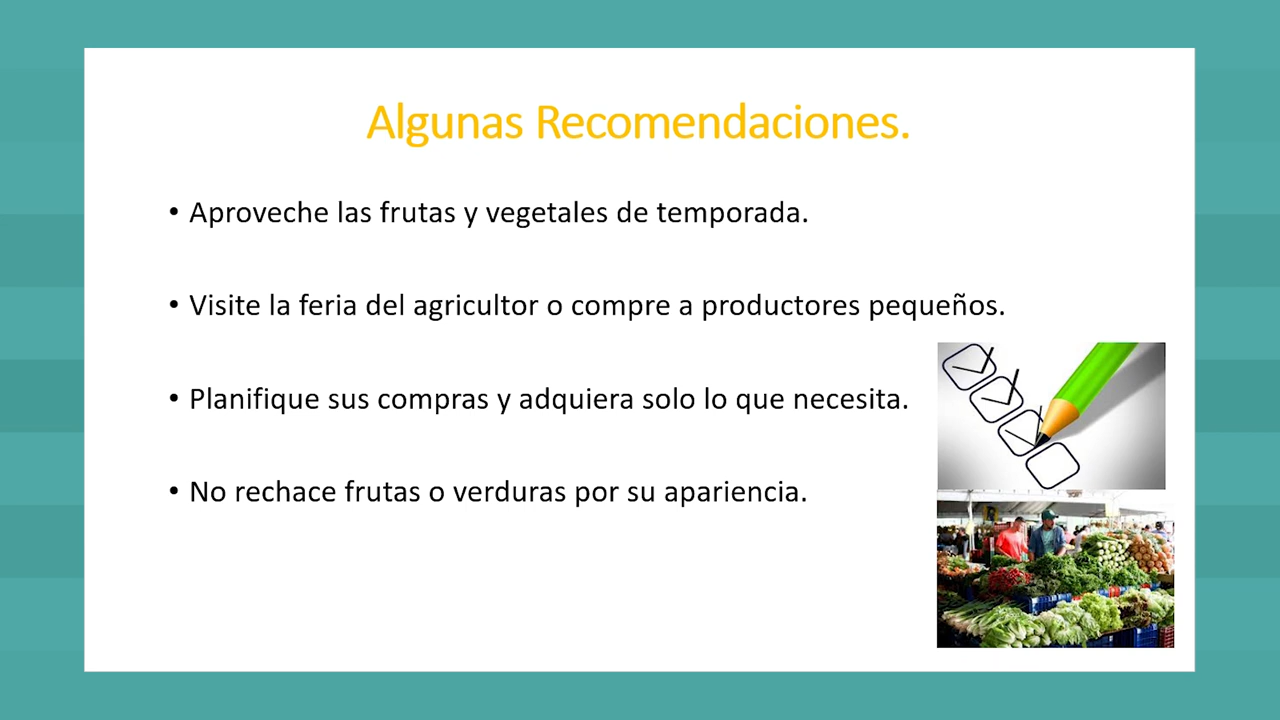 Algunas Recomendaciones.
• Aproveche las frutas y vegetales de temporada.
• Visite la feria del agricultor o compre a productores pequeños.
• Planifique sus compras y adquiera solo lo que necesita.
• No rechace frutas o verduras por su apariencia.